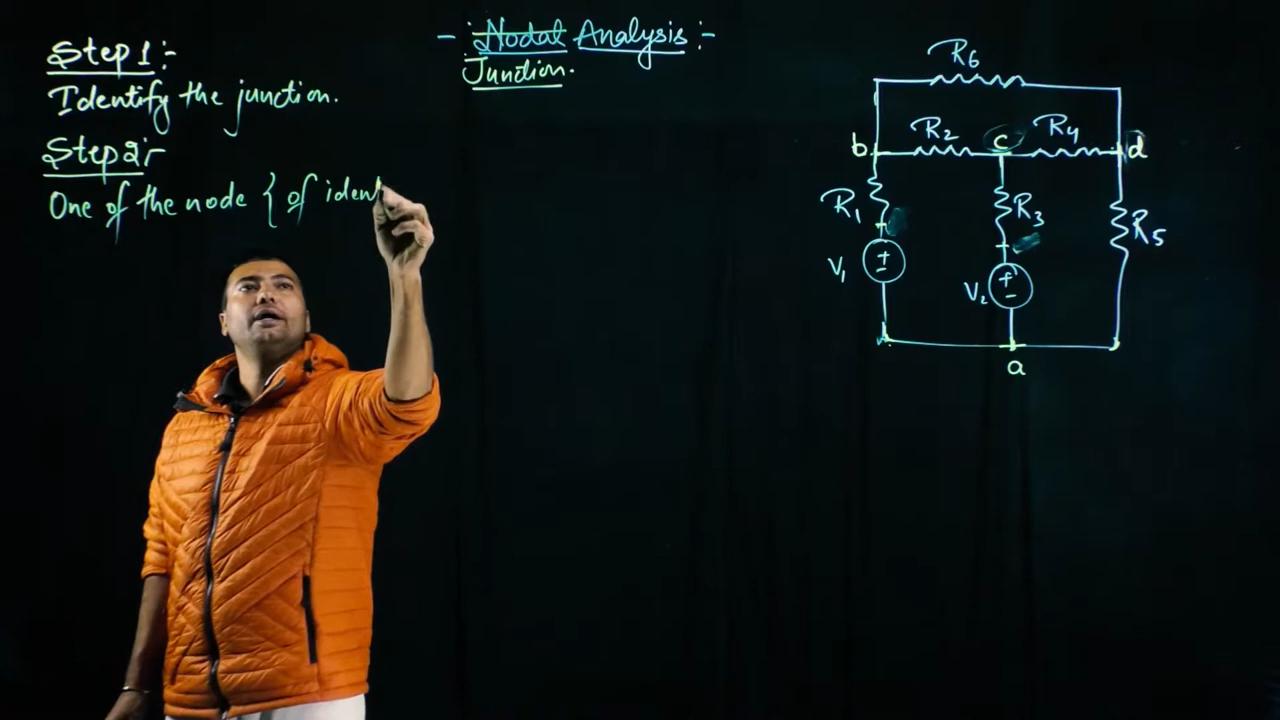 - : Nodal Analysis : -
Junction.
Step 1 :-
Identify the junction.
Step 2 :-
One of the node { of iden
R6
b R2 c R4 d
R1 R3 R5
V1 + -
V2 + -
a